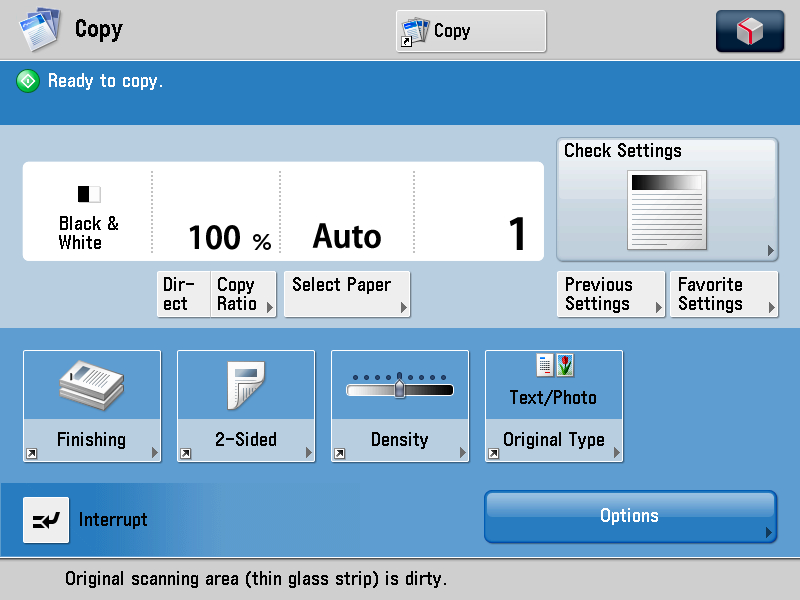 Copy
Copy
Ready to copy.
Check Settings
Black &
White
100 %
Auto
1
Dir-
ect
Copy
Ratio
Select Paper
Previous
Settings
Favorite
Settings
Text/Photo
Finishing
2-Sided
Density
Original Type
Interrupt
Options
Original scanning area (thin glass strip) is dirty.